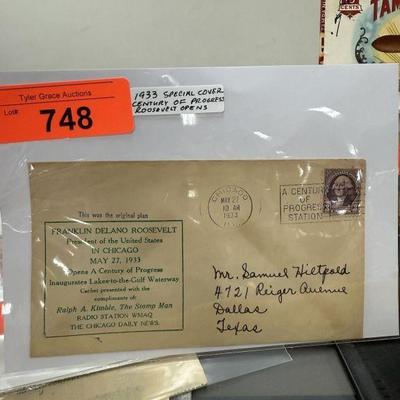 CENTS
TAM
Tyler Grace Auctions
Lot#:
748
1933 SPECIAL COVER
CENTURY OF PROGRESS
ROOSEVELT OPENS
CHICAGO
MAY 27
10 AM
1933
A CENTURY
OF
PROGRESS
STATION
This was the original plan
FRANKLIN DELANO ROOSEVELT
President of the United States
IN CHICAGO
MAY 27, 1933
Opens A Century of Progress
Inaugurates Lakes-to-the-Gulf Waterway
Cachet presented with the
compliments of:
Ralph A. Kimble, The Stamp Man
RADIO STATION WMAQ
THE CHICAGO DAILY NEWS.
Mr. Samuel Hietpold
4721 Reiger Avenue
Dallas
Texas